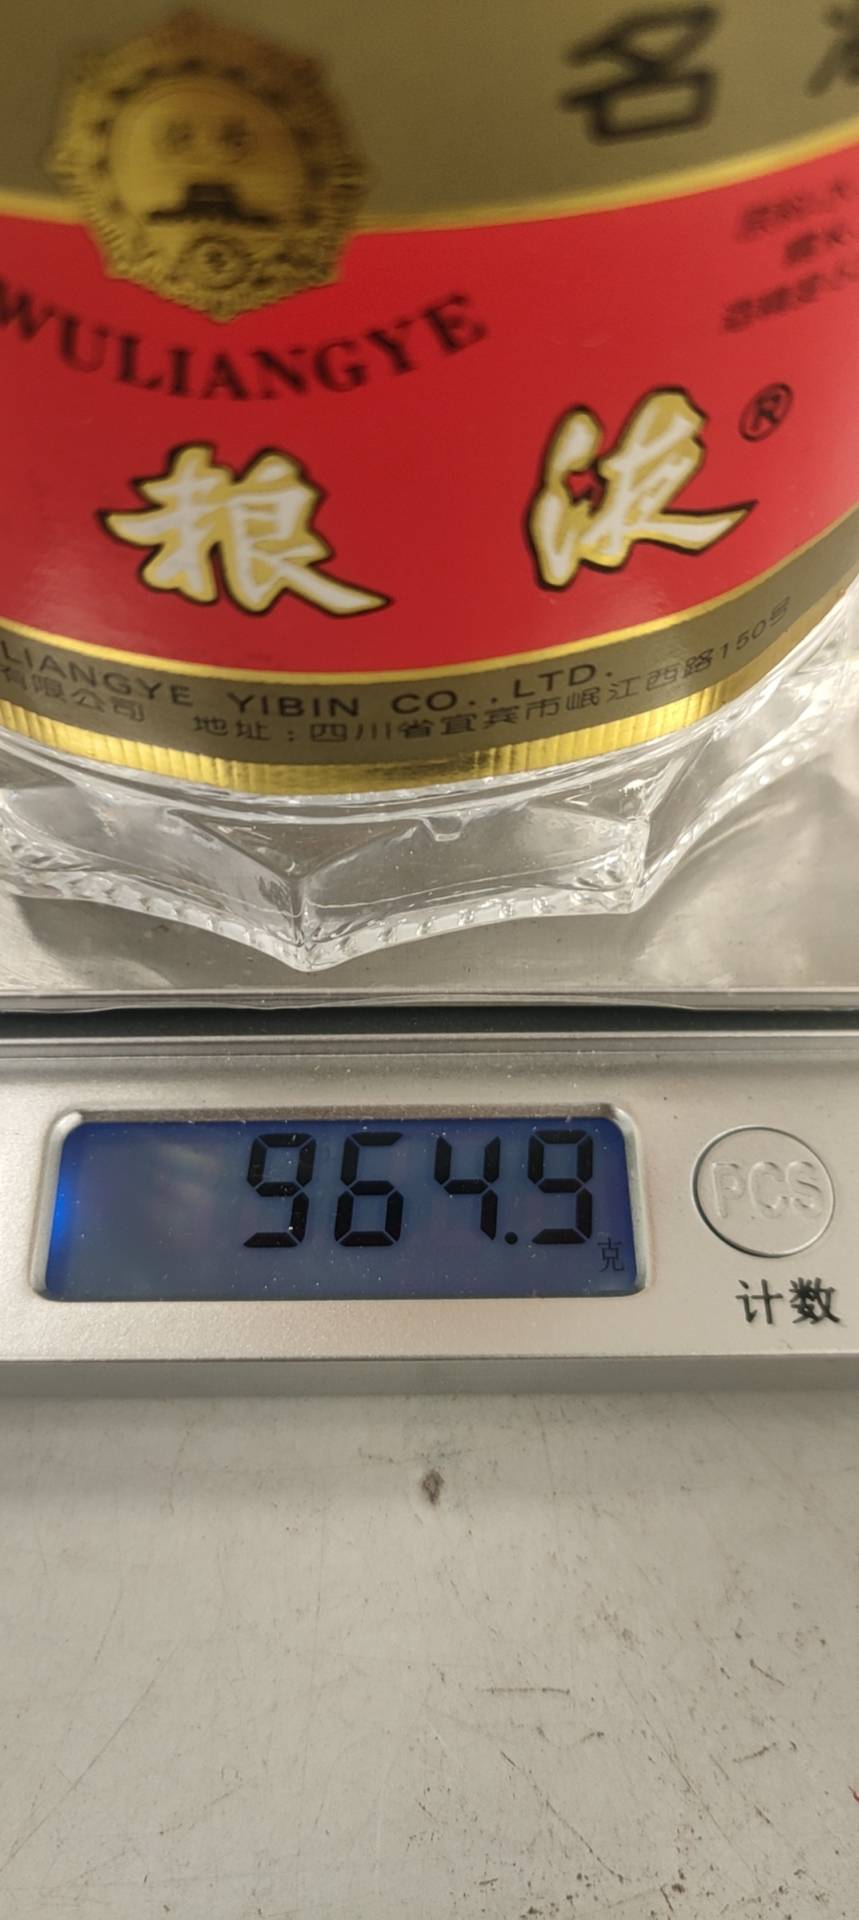 名
WULIANGYE
粮液®
LIANGYE YIBIN CO.,LTD.
有限公司 地址:四川省宜宾市岷江西路150号
964.9
克
PCS
计数